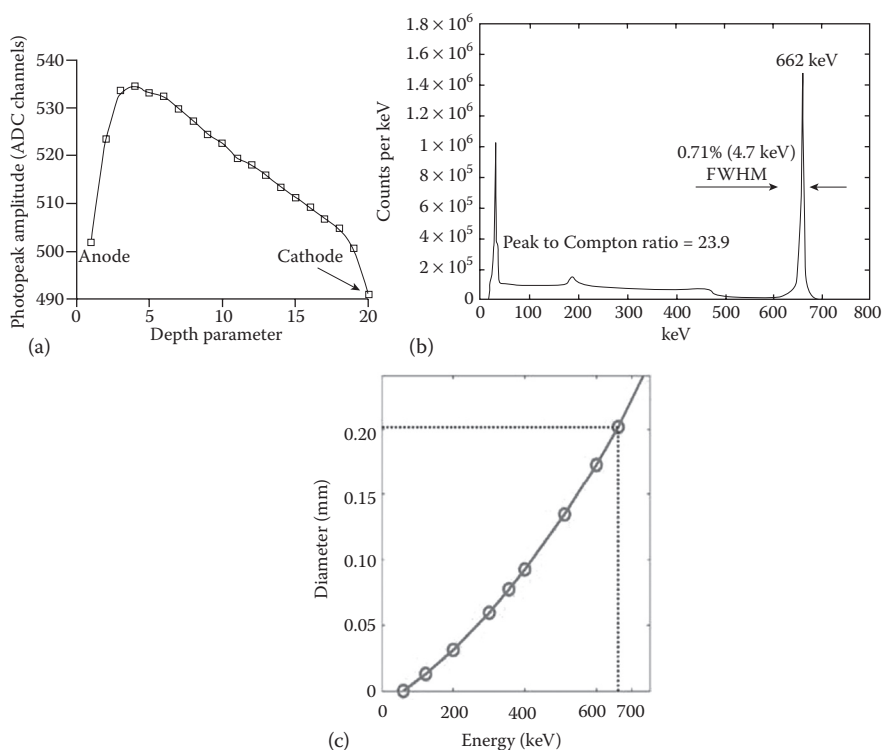 (a)
540
530
520
510
500
490
Photopeak amplitude (ADC channels)
Anode
Cathode
0
5
10
15
20
Depth parameter
(b)
1.8 × 10⁶
1.6 × 10⁶
1.4 × 10⁶
1.2 × 10⁶
1.0 × 10⁶
8 × 10⁵
6 × 10⁵
4 × 10⁵
2 × 10⁵
0
Counts per keV
662 keV
0.71% (4.7 keV)
FWHM
Peak to Compton ratio = 23.9
0
100
200
300
400
500
600
700
800
keV
(c)
0.20
0.15
0.10
0.05
0
Diameter (mm)
0
200
400
600
700
Energy (keV)